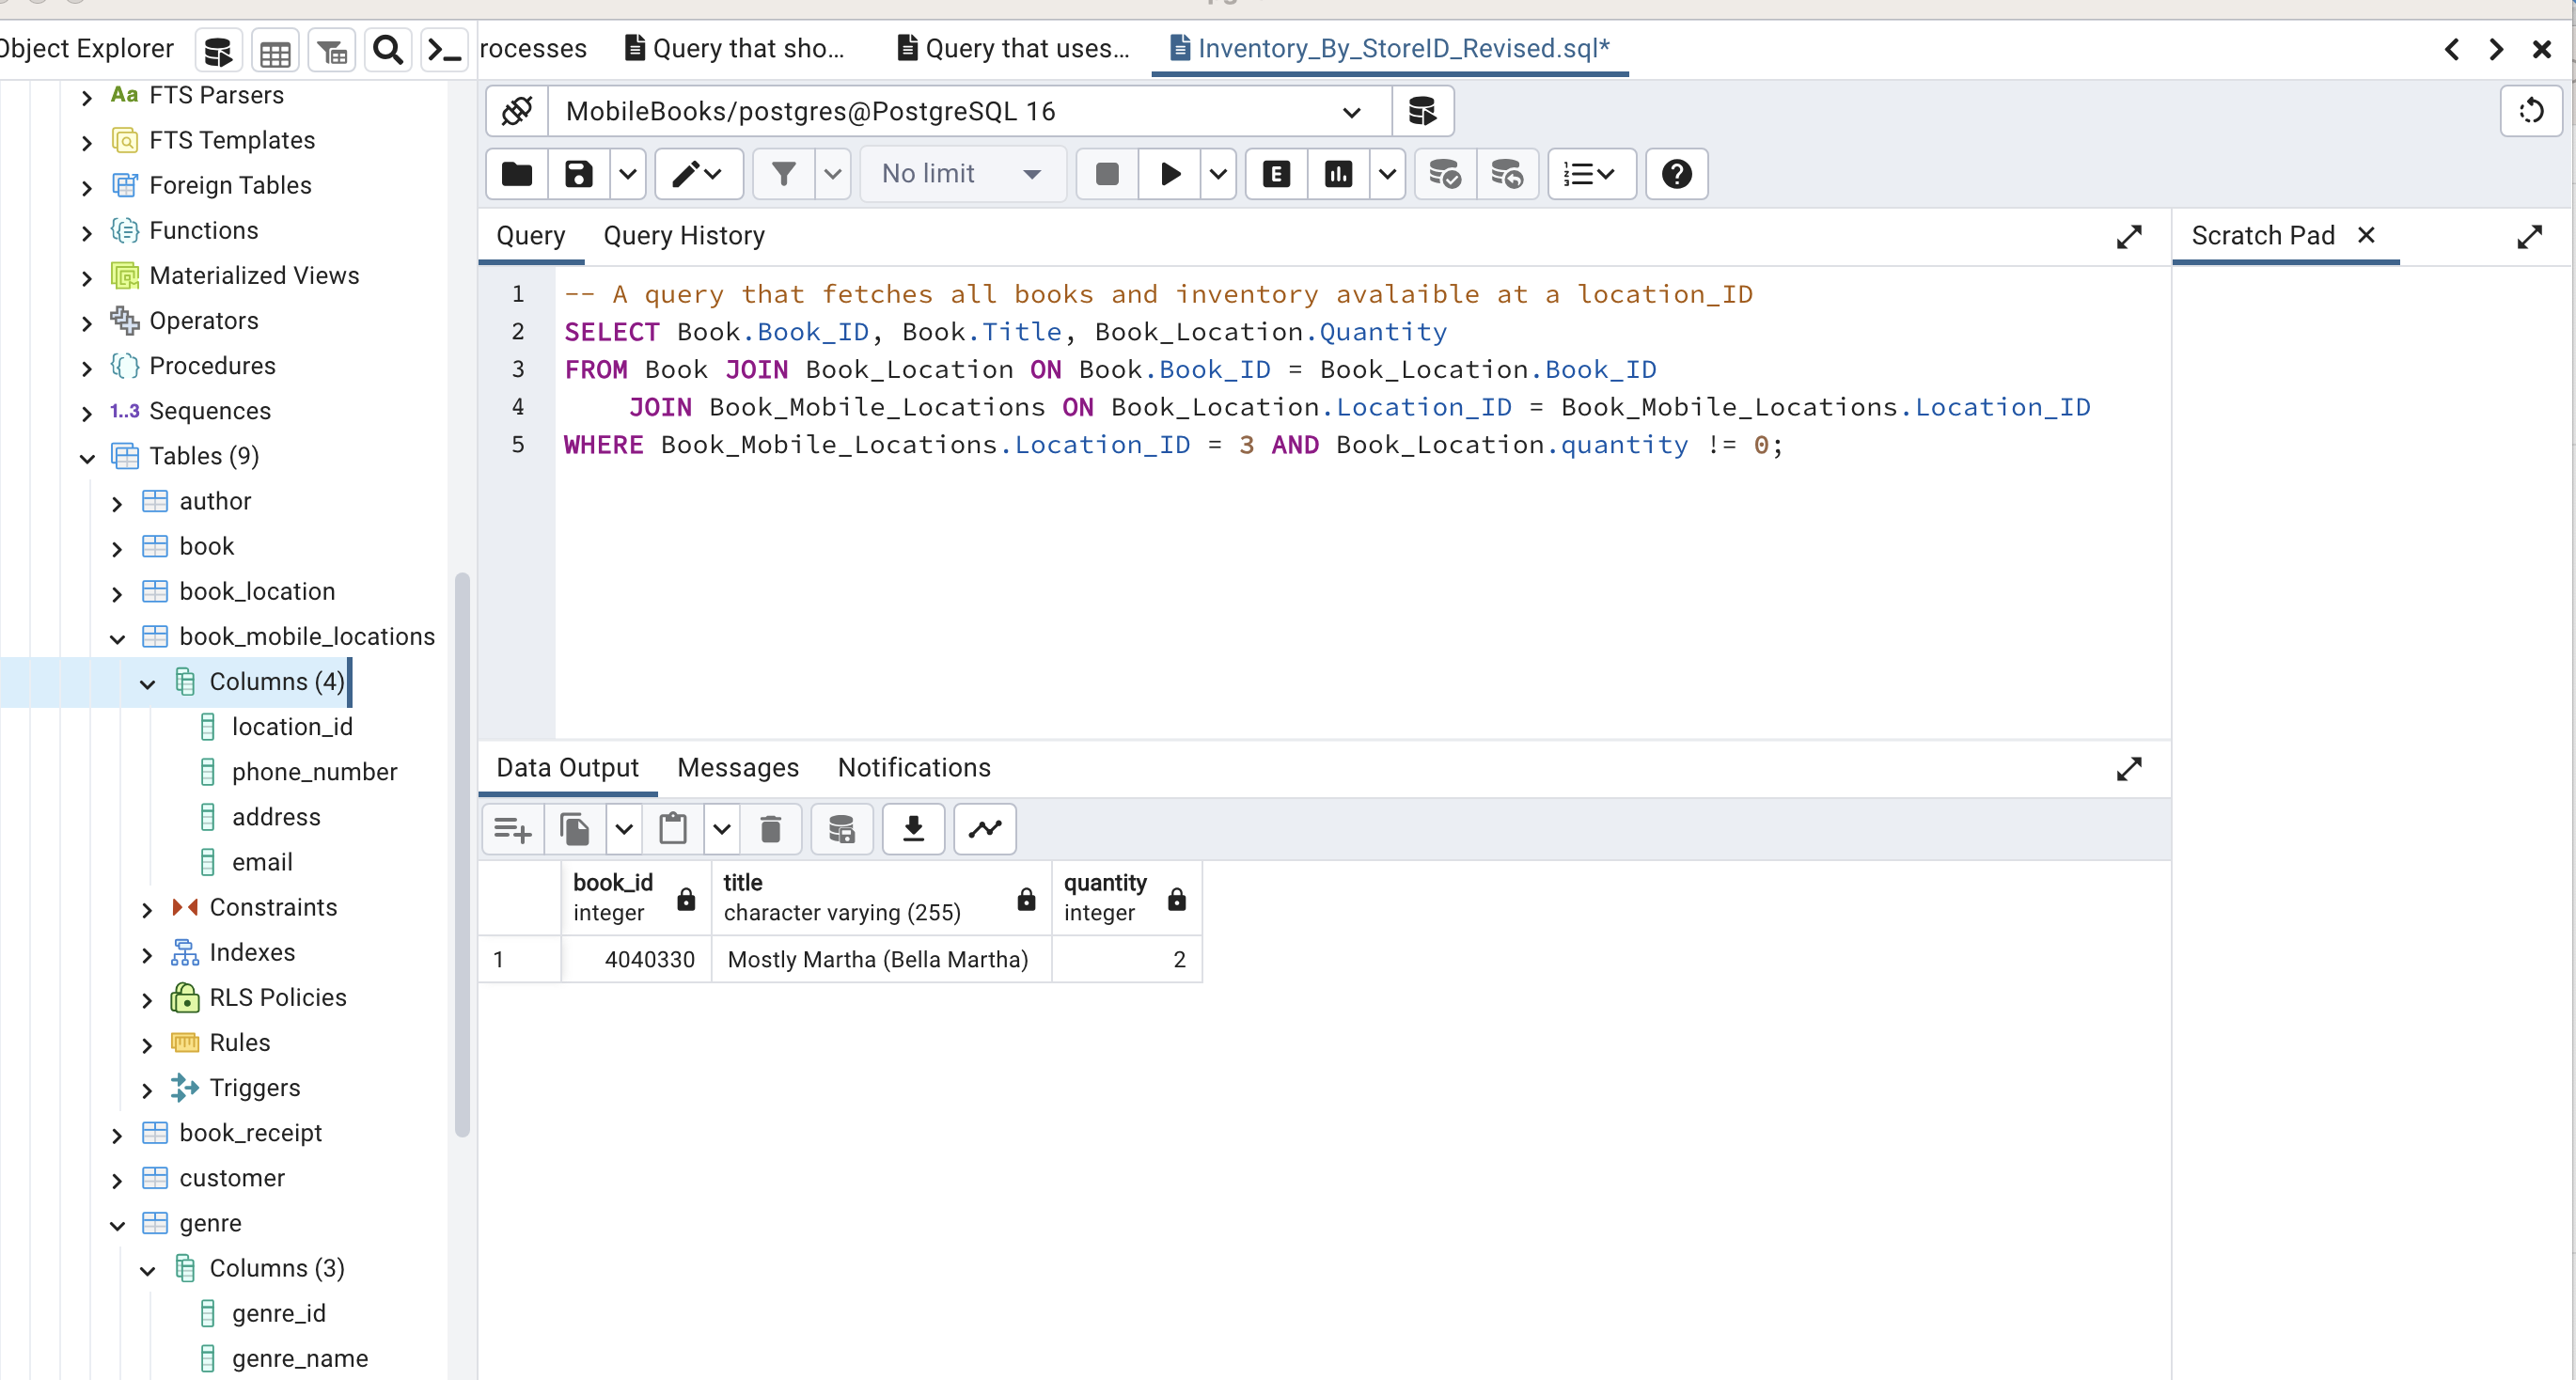 Object Explorer
rocesses
Query that sho...
Query that uses...
Inventory_By_StoreID_Revised.sql*
MobileBooks/postgres@PostgreSQL 16
No limit
E
Query
Query History
Scratch Pad
1 -- A query that fetches all books and inventory avalaible at a location_ID
2 SELECT Book.Book_ID, Book.Title, Book_Location.Quantity
3 FROM Book JOIN Book_Location ON Book.Book_ID = Book_Location.Book_ID
4 JOIN Book_Mobile_Locations ON Book_Location.Location_ID = Book_Mobile_Locations.Location_ID
5 WHERE Book_Mobile_Locations.Location_ID = 3 AND Book_Location.quantity != 0;
Aa FTS Parsers
FTS Templates
Foreign Tables
Functions
Materialized Views
Operators
Procedures
1..3 Sequences
Tables (9)
author
book
book_location
book_mobile_locations
Columns (4)
location_id
phone_number
address
email
Constraints
Indexes
RLS Policies
Rules
Triggers
book_receipt
customer
genre
Columns (3)
genre_id
genre_name
Data Output
Messages
Notifications
book_id
integer
title
character varying (255)
quantity
integer
1 4040330 Mostly Martha (Bella Martha) 2